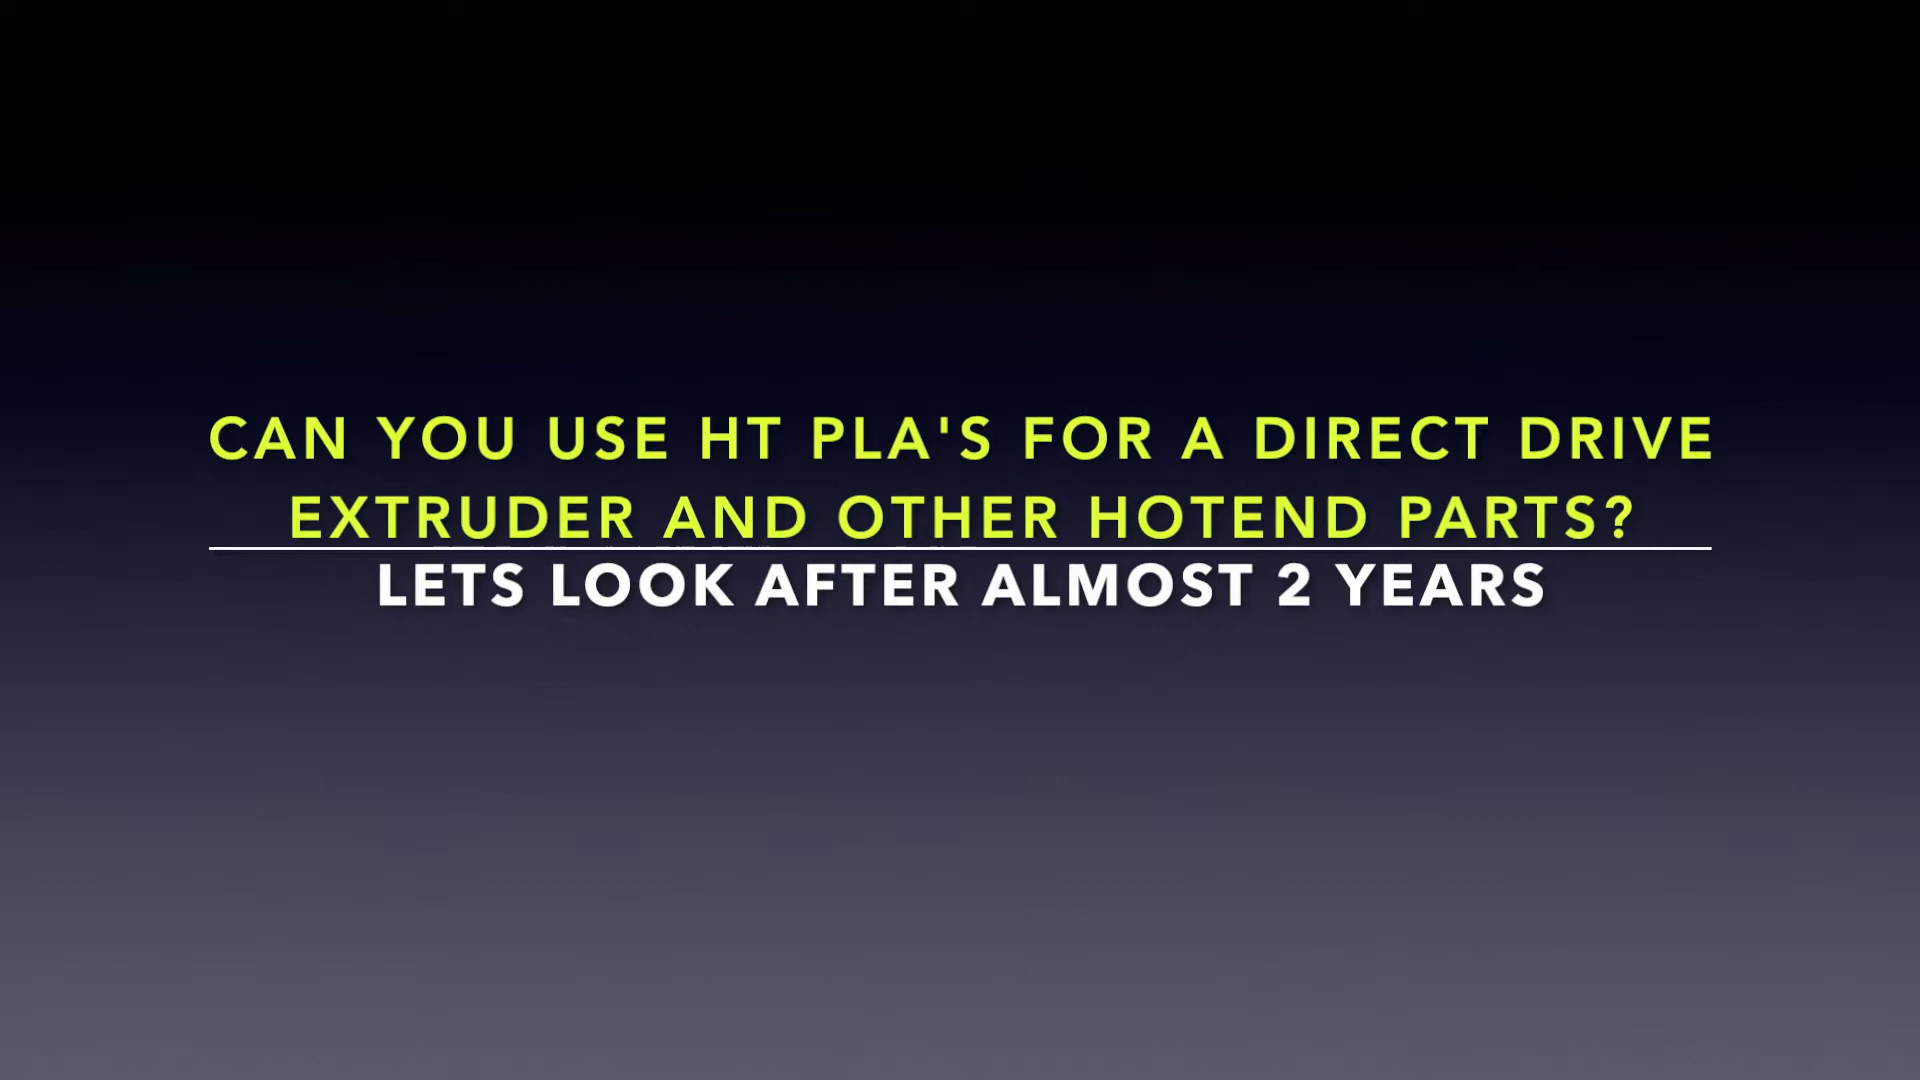 CAN YOU USE HT PLA'S FOR A DIRECT DRIVE
EXTRUDER AND OTHER HOTEND PARTS?
LETS LOOK AFTER ALMOST 2 YEARS